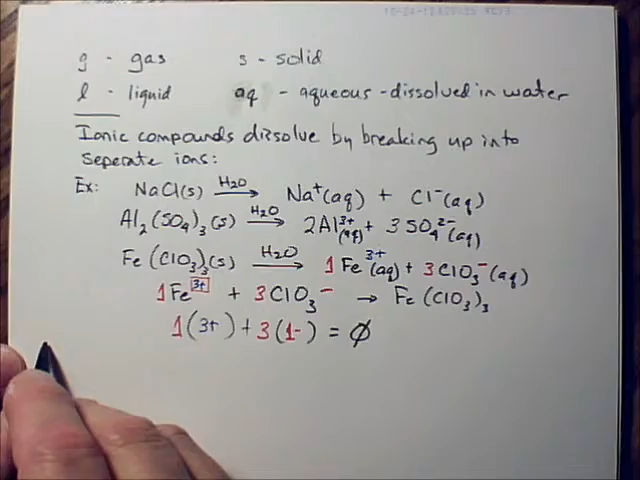 g - gas s - solid
l - liquid aq - aqueous - dissolved in water
Ionic compounds dissolve by breaking up into
seperate ions:
Ex: NaCl(s) —H₂O→ Na⁺(aq) + Cl⁻(aq)
Al₂(SO₄)₃(s) —H₂O→ 2Al³⁺(aq) + 3SO₄²⁻(aq)
Fe(ClO₃)₃(s) —H₂O→ 1Fe³⁺(aq) + 3ClO₃⁻(aq)
1Fe³⁺ + 3ClO₃⁻ → Fe(ClO₃)₃
1(3+) + 3(1-) = ∅